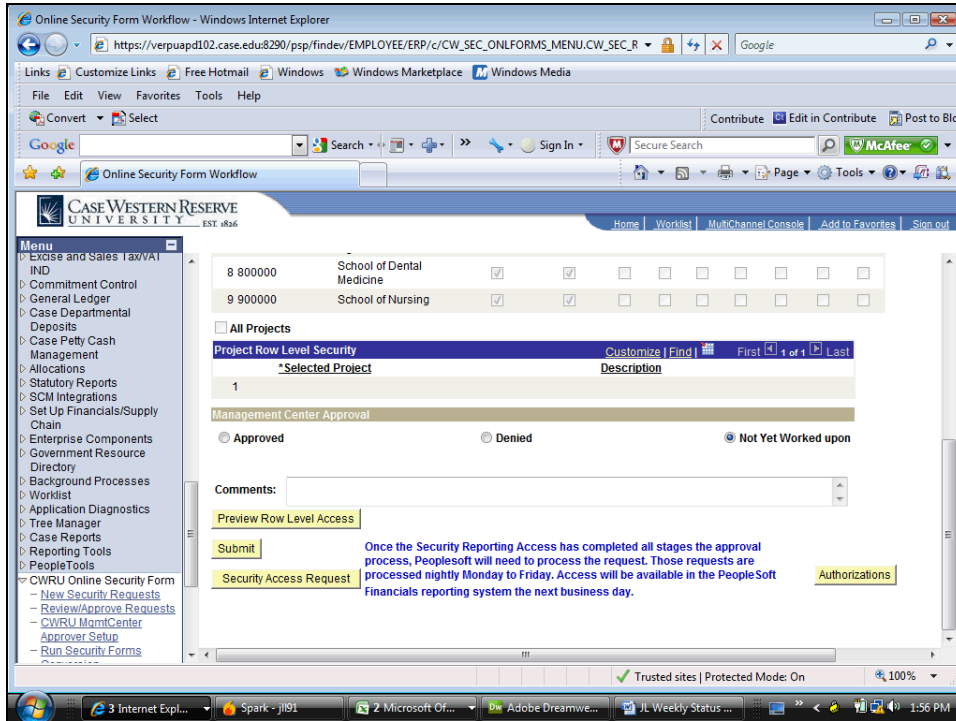 Online Security Form Workflow - Windows Internet Explorer
https://verpuapd102.case.edu:8290/psp/findev/EMPLOYEE/ERP/c/CW_SEC_ONLFORMS_MENU.CW_SEC_R
Google
Links Customize Links Free Hotmail Windows Windows Marketplace Windows Media
File Edit View Favorites Tools Help
Convert Select
Contribute Edit in Contribute Post to Blo
Google Search Sign In Secure Search McAfee
Online Security Form Workflow
Page Tools
CASE WESTERN RESERVE
UNIVERSITY EST. 1826
Home Worklist MultiChannel Console Add to Favorites Sign out
Menu
Excise and Sales Tax/VAT
IND
Commitment Control
General Ledger
Case Departmental
Deposits
Case Petty Cash
Management
Allocations
Statutory Reports
SCM Integrations
Set Up Financials/Supply
Chain
Enterprise Components
Government Resource
Directory
Background Processes
Worklist
Application Diagnostics
Tree Manager
Case Reports
Reporting Tools
PeopleTools
CWRU Online Security Form
– New Security Requests
– Review/Approve Requests
– CWRU MgmtCenter
Approver Setup
– Run Security Forms
8 800000 School of Dental
Medicine
9 900000 School of Nursing
All Projects
Project Row Level Security Customize | Find | First 1 of 1 Last
*Selected Project Description
1
Management Center Approval
Approved Denied Not Yet Worked upon
Comments:
Preview Row Level Access
Submit
Security Access Request
Once the Security Reporting Access has completed all stages the approval
process, Peoplesoft will need to process the request. Those requests are
processed nightly Monday to Friday. Access will be available in the PeopleSoft
Financials reporting system the next business day.
Authorizations
Trusted sites | Protected Mode: On 100%
3 Internet Expl... Spark - jll91 2 Microsoft Of... Adobe Dreamwe... JL Weekly Status ... 1:56 PM